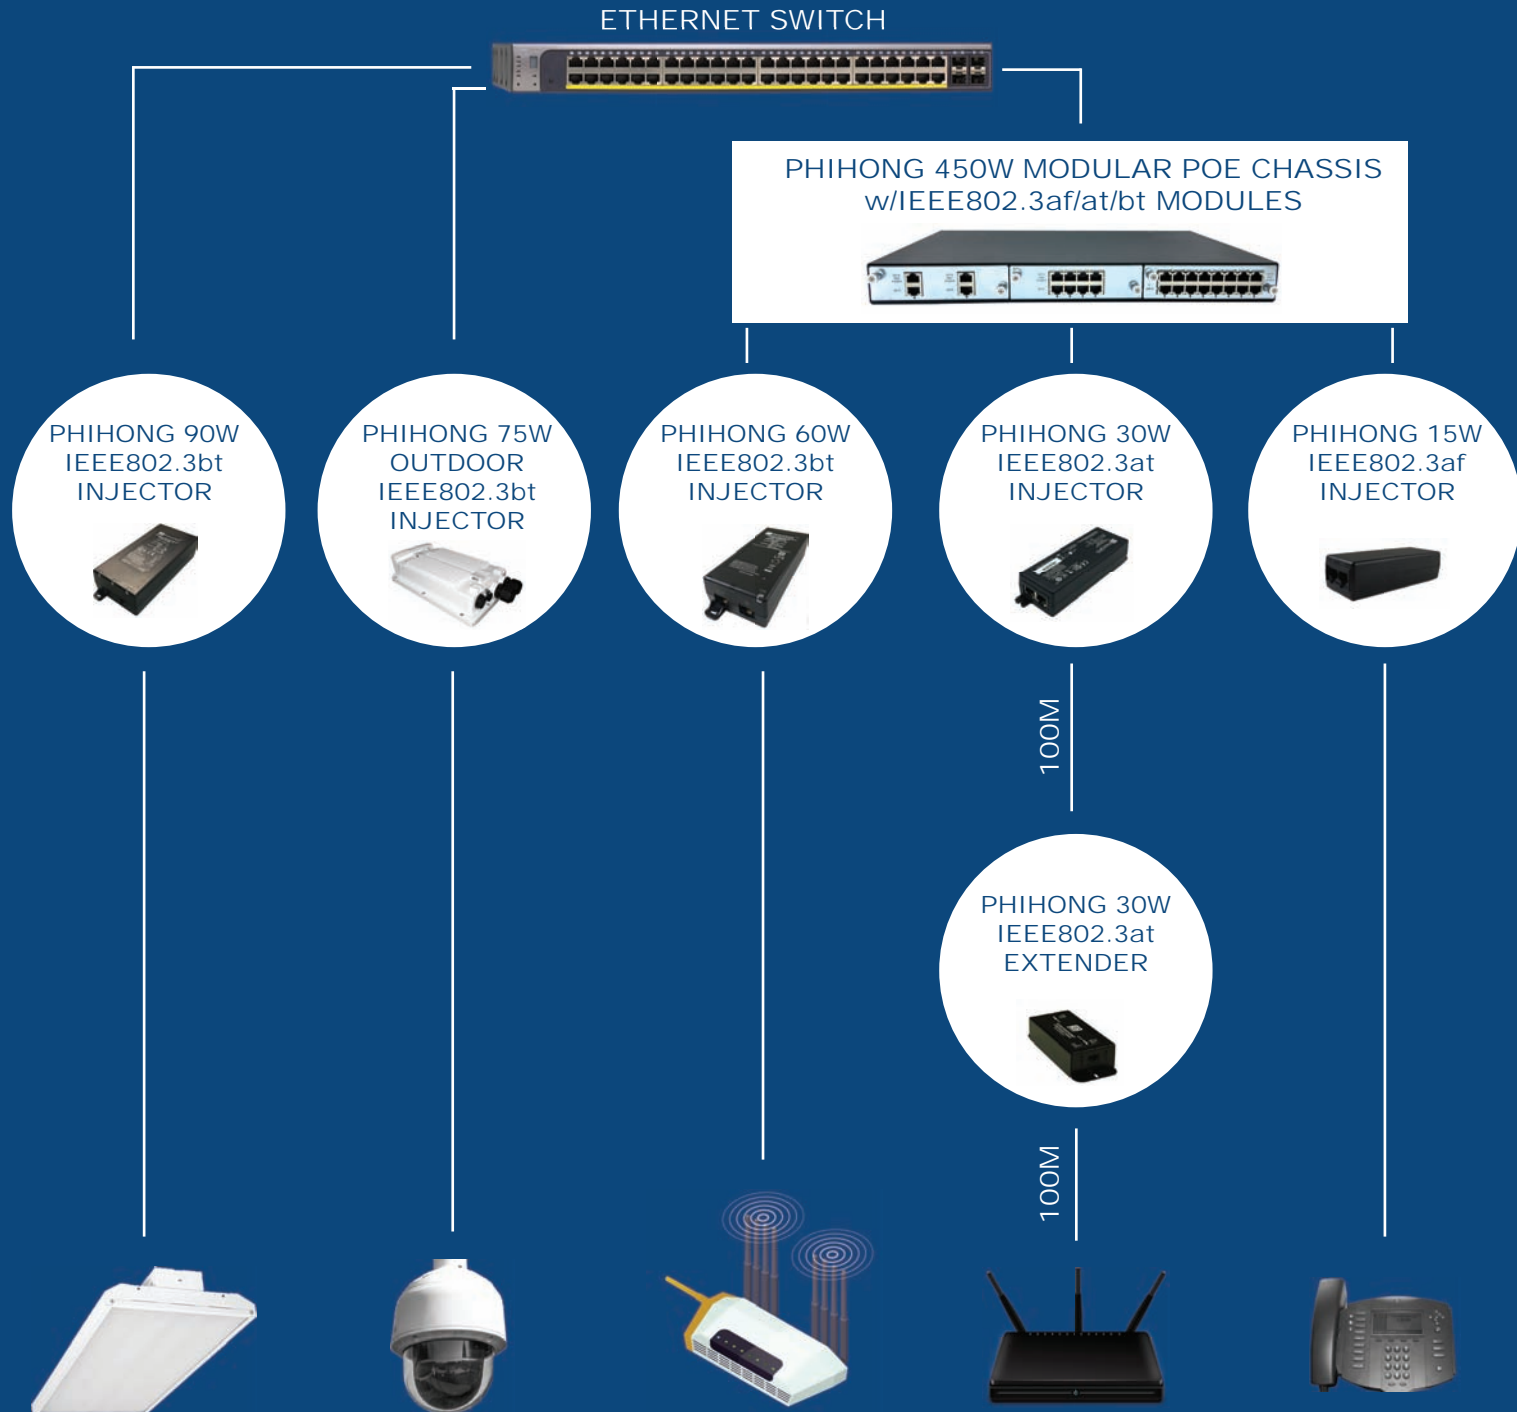 ETHERNET SWITCH
PHIHONG 450W MODULAR POE CHASSIS
w/IEEE802.3af/at/bt MODULES
PHIHONG 90W
IEEE802.3bt
INJECTOR
PHIHONG 75W
OUTDOOR
IEEE802.3bt
INJECTOR
PHIHONG 60W
IEEE802.3bt
INJECTOR
PHIHONG 30W
IEEE802.3at
INJECTOR
PHIHONG 15W
IEEE802.3af
INJECTOR
100M
PHIHONG 30W
IEEE802.3at
EXTENDER
100M